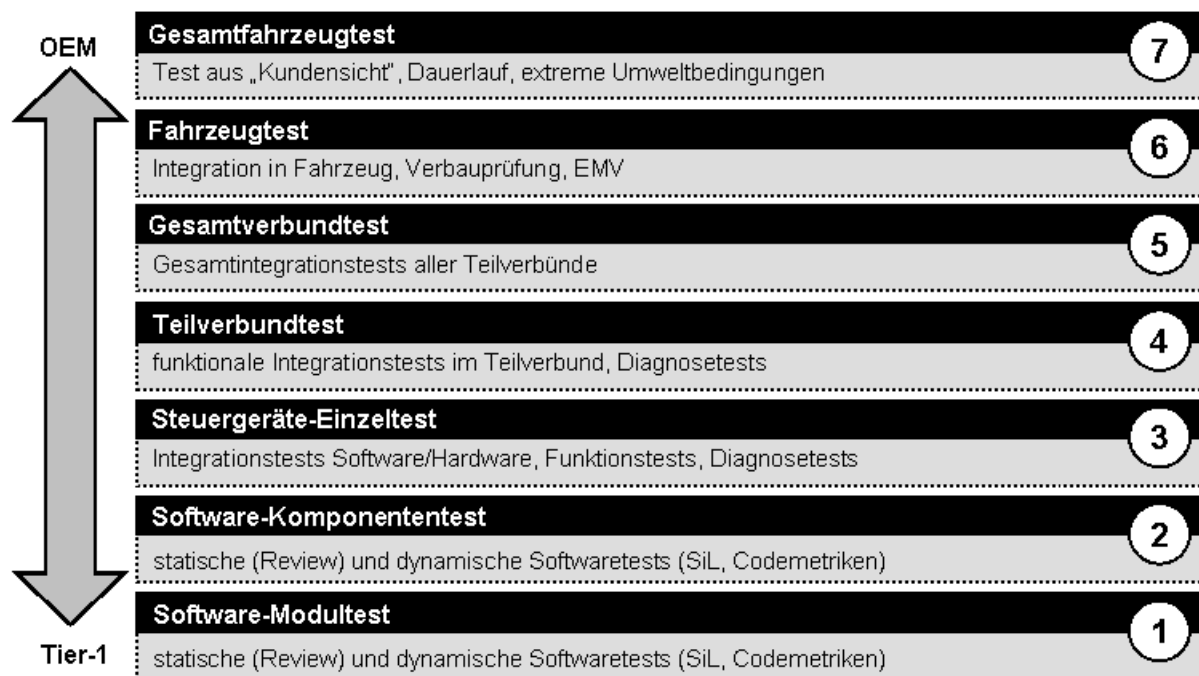 OEM
Gesamtfahrzeugtest
7
Test aus „Kundensicht", Dauerlauf, extreme Umweltbedingungen
Fahrzeugtest
6
Integration in Fahrzeug, Verbauprüfung, EMV
Gesamtverbundtest
5
Gesamtintegrationstests aller Teilverbünde
Teilverbundtest
4
funktionale Integrationstests im Teilverbund, Diagnosetests
Steuergeräte-Einzeltest
3
Integrationstests Software/Hardware, Funktionstests, Diagnosetests
Software-Komponententest
2
statische (Review) und dynamische Softwaretests (SiL, Codemetriken)
Software-Modultest
1
Tier-1
statische (Review) und dynamische Softwaretests (SiL, Codemetriken)